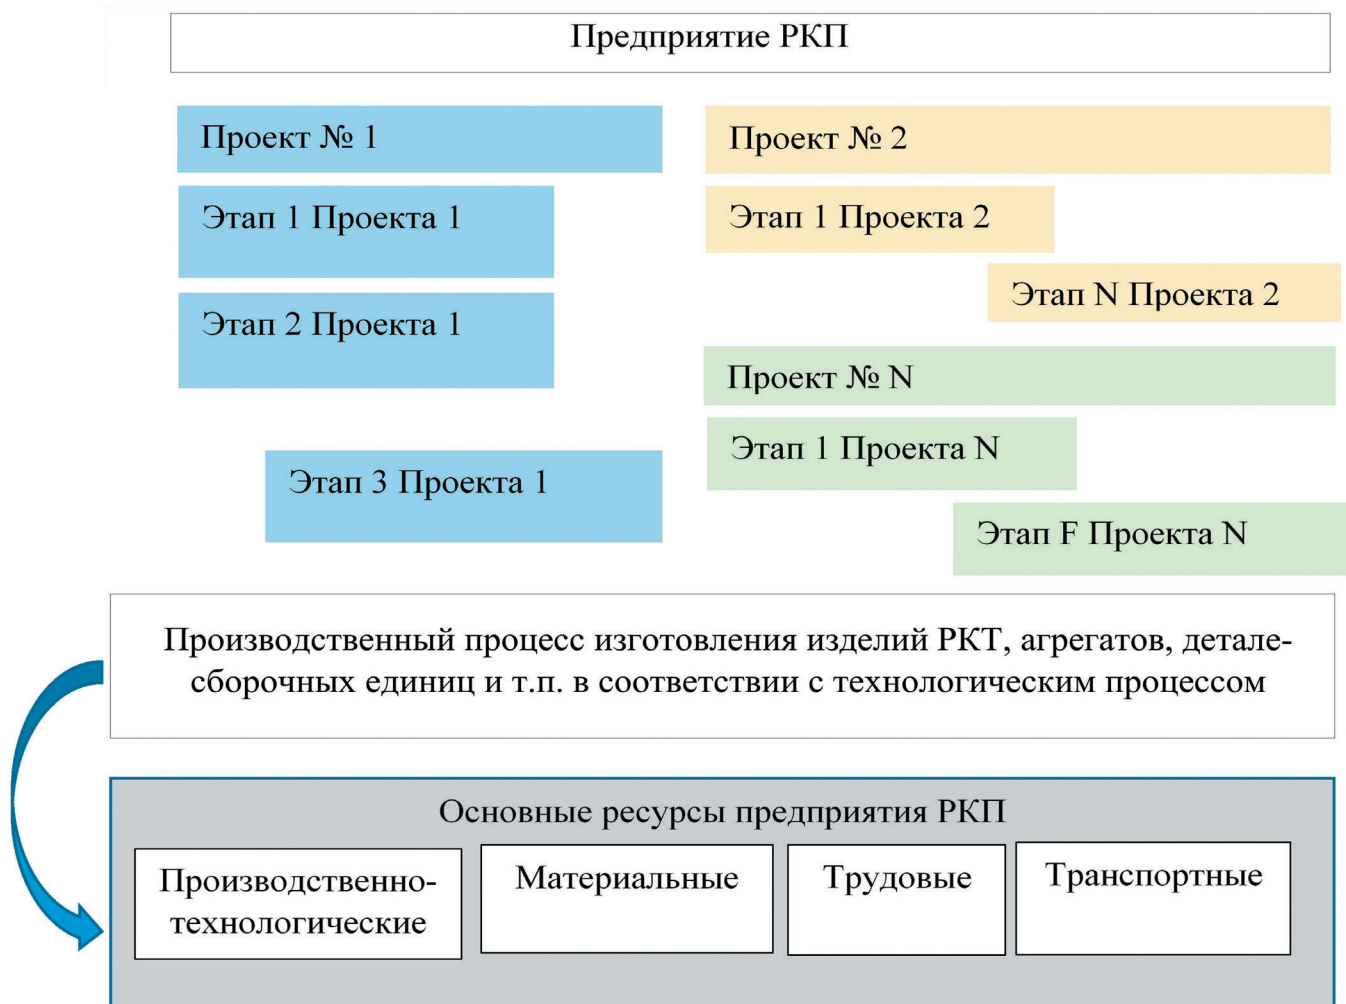 Предприятие РКП
Проект № 1
Этап 1 Проекта 1
Этап 2 Проекта 1
Этап 3 Проекта 1
Проект № 2
Этап 1 Проекта 2
Этап N Проекта 2
Проект № N
Этап 1 Проекта N
Этап F Проекта N
Производственный процесс изготовления изделий РКТ, агрегатов, детале-
сборочных единиц и т.п. в соответствии с технологическим процессом
Основные ресурсы предприятия РКП
Производственно-
технологические
Материальные
Трудовые
Транспортные